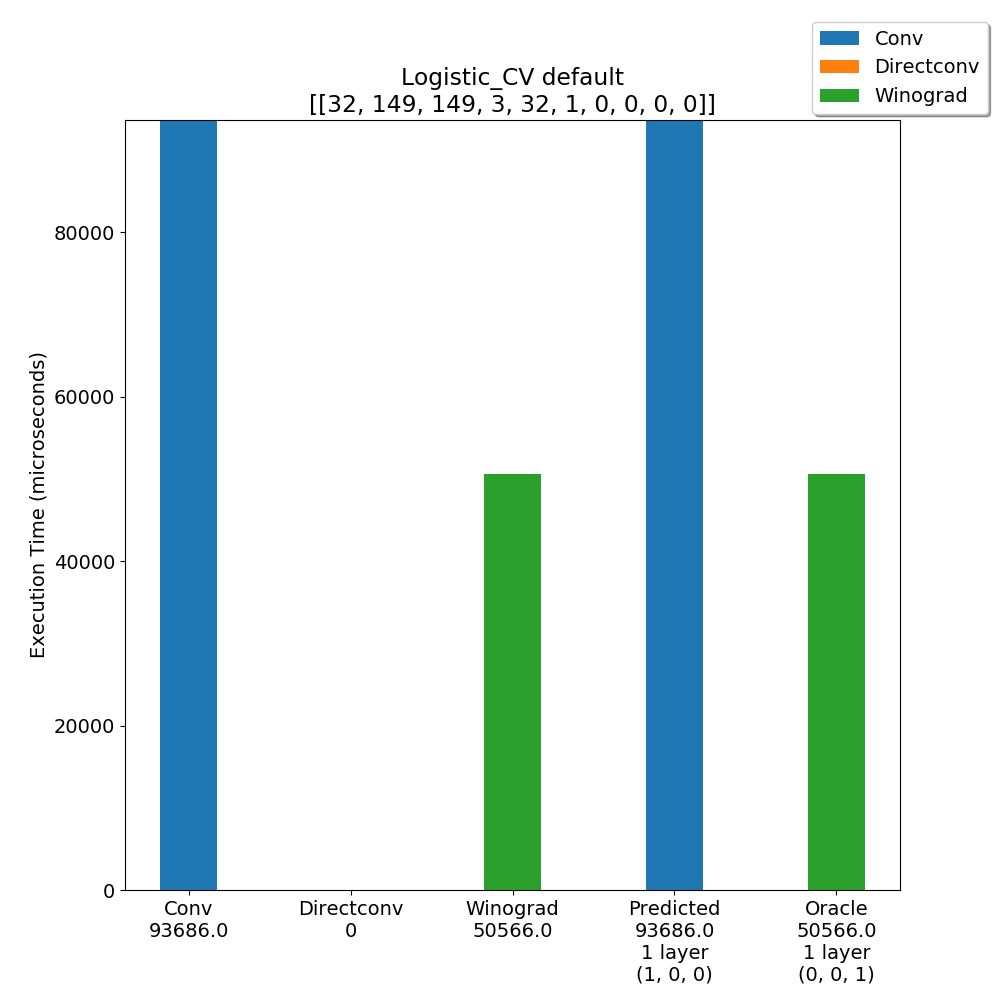 Conv
Directconv
Winograd
Logistic_CV default
[[32, 149, 149, 3, 32, 1, 0, 0, 0, 0]]
Execution Time (microseconds)
80000
60000
40000
20000
0
Conv
93686.0
Directconv
0
Winograd
50566.0
Predicted
93686.0
1 layer
(1, 0, 0)
Oracle
50566.0
1 layer
(0, 0, 1)